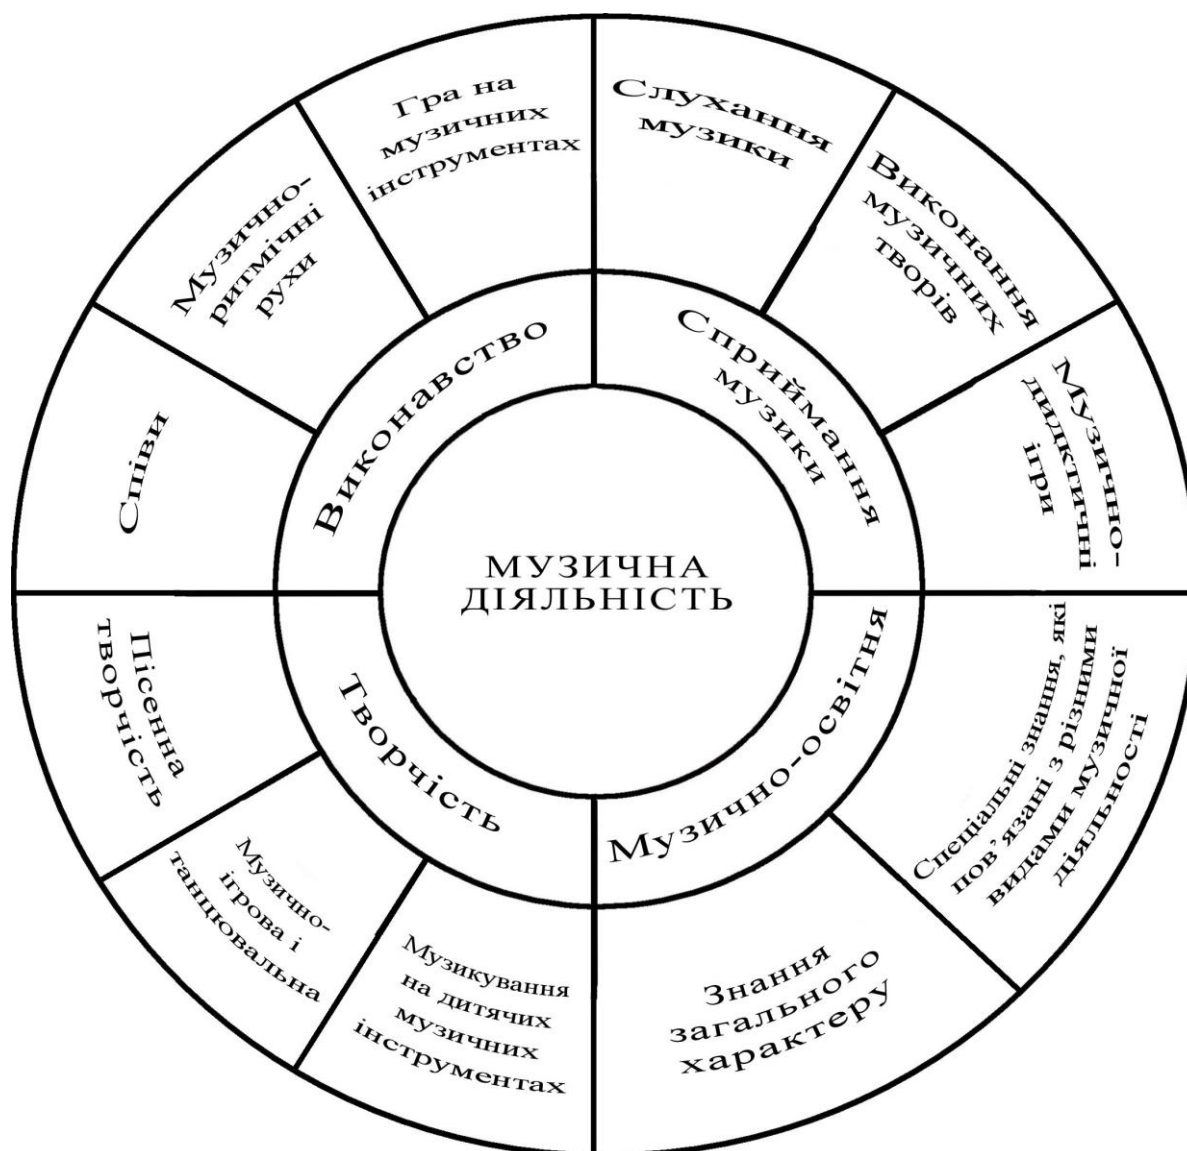 МУЗИЧНА
ДІЯЛЬНІСТЬ
Сприймання
музики
Слухання
музики
Виконання
музичних
творів
Музично-
дидктичні
ігри
Музично-освітня
Спеціальні знання, які
пов’язані з різними
видами музичної
діяльності
Знання
загального
характеру
Творчість
Музикування
на дитячих
музичних
інструментах
Музично-
ігрова і
танцювальна
Пісенна
творчість
Виконавство
Співи
Музично-
ритмічні
рухи
Гра на
музичних
інструментах